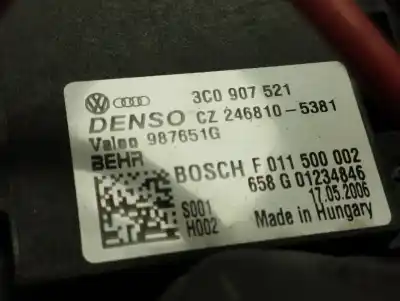 3C0 907 521
DENSO CZ 246810-5381
Valeo 987651G
BEHR
BOSCH F 011 500 002
658 G 01234846
17.05.2006
S001
H002
Made in Hungary